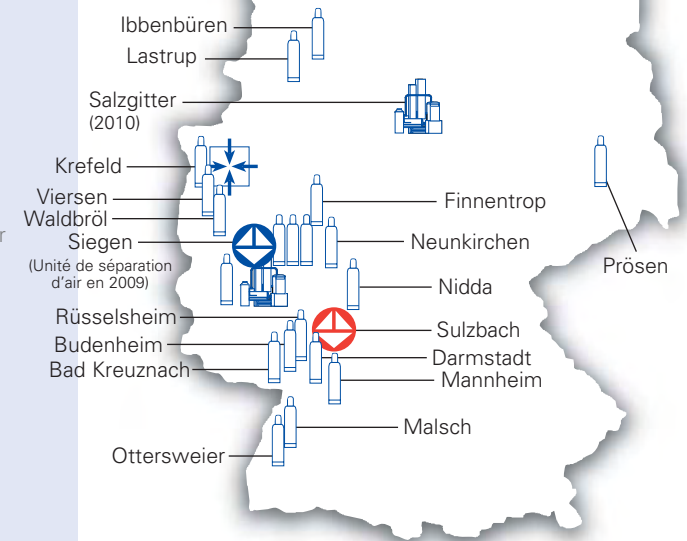 Ibbenbüren
Lastrup
Salzgitter
(2010)
Krefeld
Viersen
Waldbröl
r
Siegen
(Unité de séparation
d'air en 2009)
Rüsselsheim
Budenheim
Bad Kreuznach
Ottersweier
Finnentrop
Neunkirchen
Nidda
Prösen
Sulzbach
Darmstadt
Mannheim
Malsch